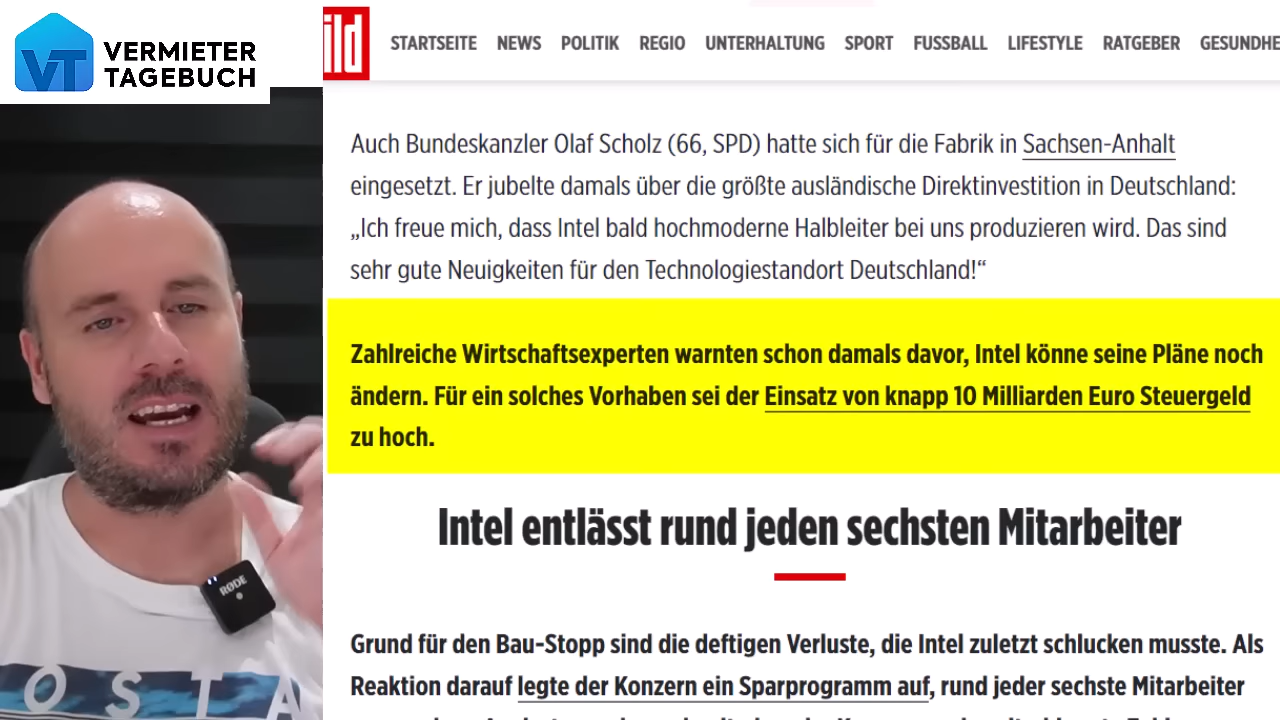 VT VERMIETER
TAGEBUCH
ild
STARTSEITE NEWS POLITIK REGIO UNTERHALTUNG SPORT FUSSBALL LIFESTYLE RATGEBER GESUNDHE
Auch Bundeskanzler Olaf Scholz (66, SPD) hatte sich für die Fabrik in Sachsen-Anhalt
eingesetzt. Er jubelte damals über die größte ausländische Direktinvestition in Deutschland:
„Ich freue mich, dass Intel bald hochmoderne Halbleiter bei uns produzieren wird. Das sind
sehr gute Neuigkeiten für den Technologiestandort Deutschland!“
Zahlreiche Wirtschaftsexperten warnten schon damals davor, Intel könne seine Pläne noch
ändern. Für ein solches Vorhaben sei der Einsatz von knapp 10 Milliarden Euro Steuergeld
zu hoch.
Intel entlässt rund jeden sechsten Mitarbeiter
Grund für den Bau-Stopp sind die deftigen Verluste, die Intel zuletzt schlucken musste. Als
Reaktion darauf legte der Konzern ein Sparprogramm auf, rund jeder sechste Mitarbeiter
RØDE
OSTA